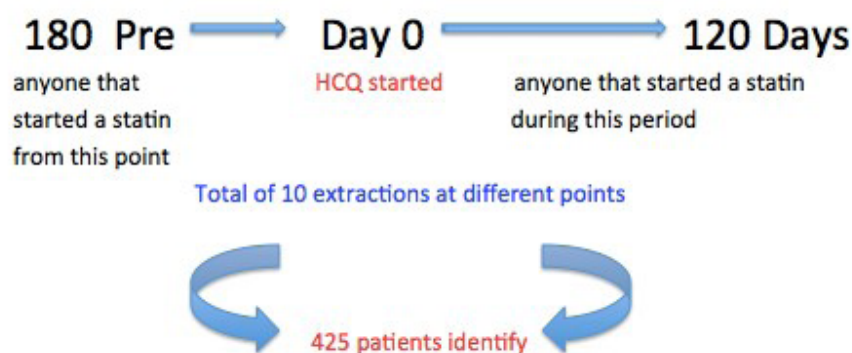 180 Pre
Day 0
120 Days
anyone that
started a statin
from this point
HCQ started
anyone that started a statin
during this period
Total of 10 extractions at different points
425 patients identify